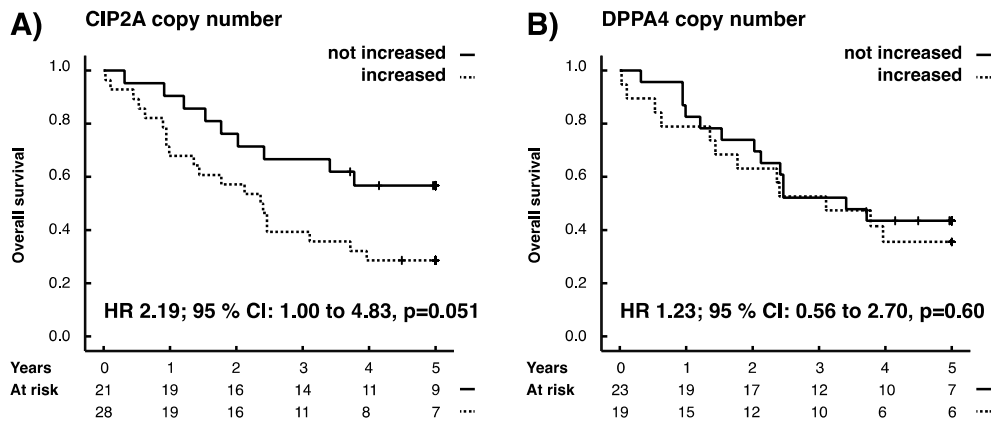 A) CIP2A copy number
not increased
increased
Overall survival
1.0
0.8
0.6
0.4
0.2
0.0
HR 2.19; 95 % CI: 1.00 to 4.83, p=0.051
Years 0 1 2 3 4 5
At risk 21 19 16 14 11 9
28 19 16 11 8 7
B) DPPA4 copy number
not increased
increased
Overall survival
1.0
0.8
0.6
0.4
0.2
0.0
HR 1.23; 95 % CI: 0.56 to 2.70, p=0.60
Years 0 1 2 3 4 5
At risk 23 19 17 12 10 7
19 15 12 10 6 6